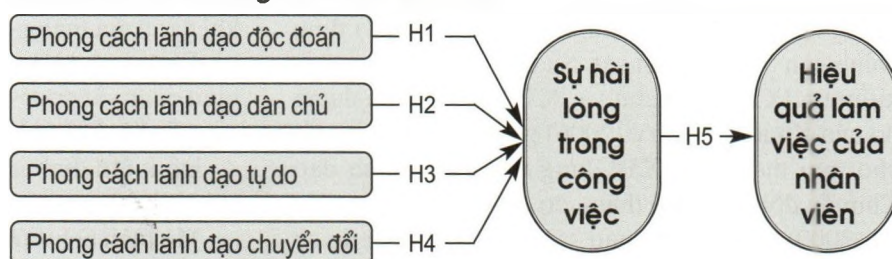 Phong cách lãnh đạo độc đoán
H1
Phong cách lãnh đạo dân chủ
H2
Phong cách lãnh đạo tự do
H3
Phong cách lãnh đạo chuyển đổi
H4
Sự hài
lòng
trong
công
việc
H5
Hiệu
quả làm
việc của
nhân
viên